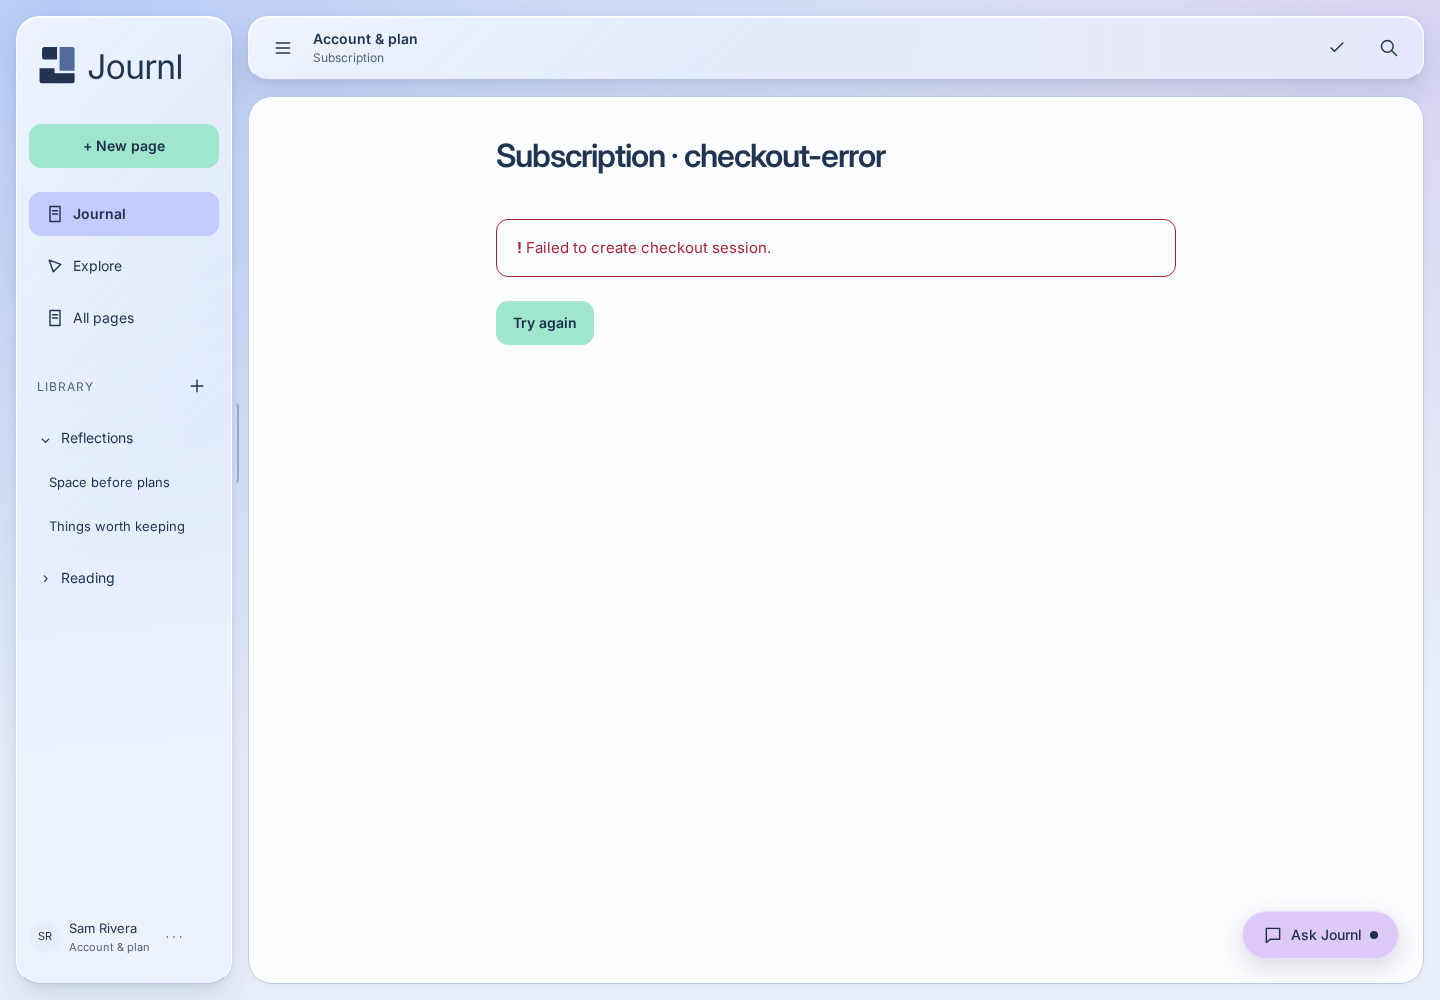 Journl
+ New page
Journal
Explore
All pages
LIBRARY
Reflections
Space before plans
Things worth keeping
Reading
SR
Sam Rivera
Account & plan
...
Account & plan
Subscription
Subscription · checkout-error
! Failed to create checkout session.
Try again
Ask Journl